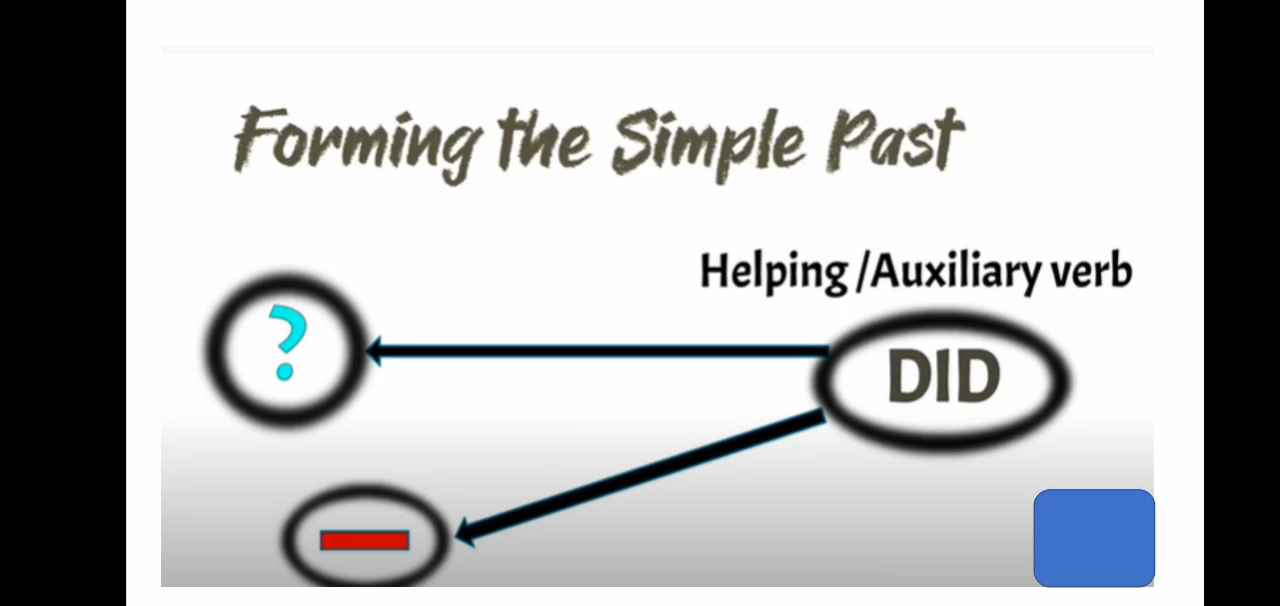 Forming the Simple Past
Helping /Auxiliary verb
?
DID